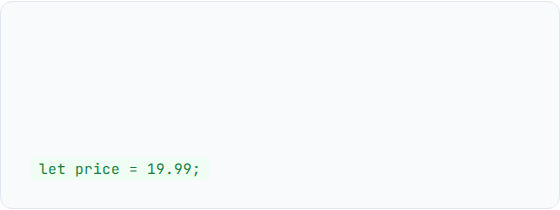 let price = 19.99;